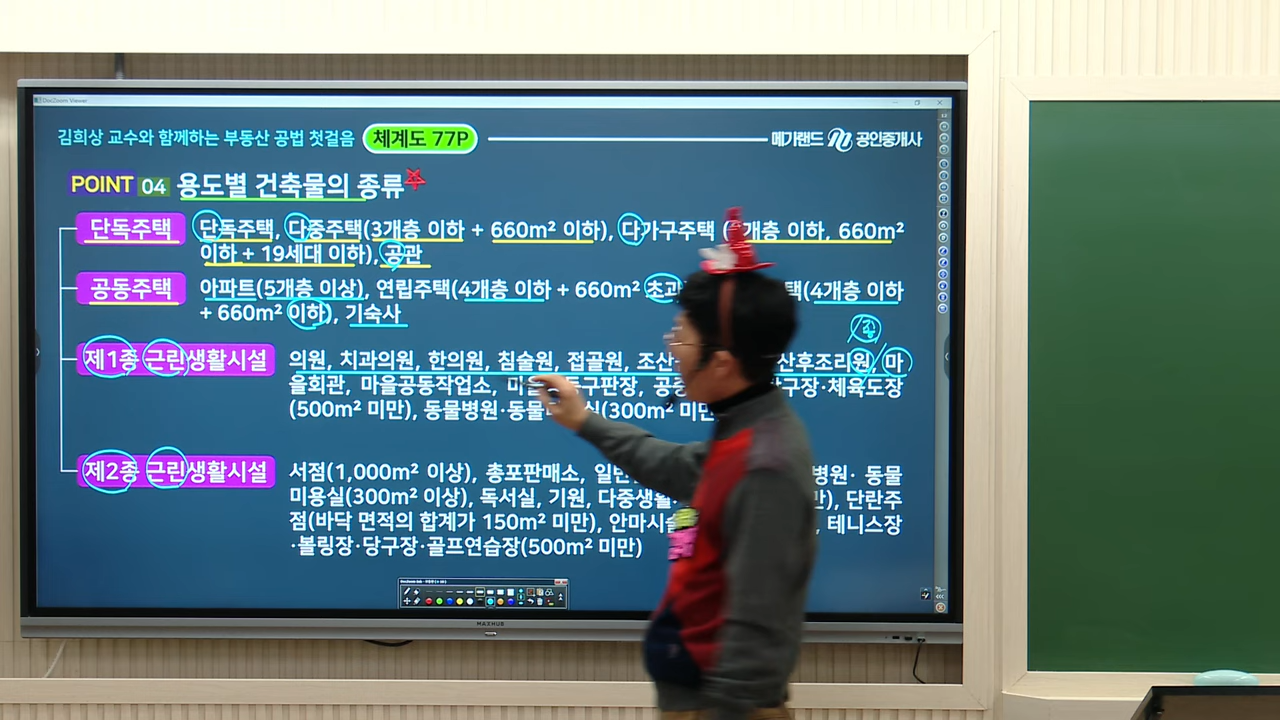 DocZoom Viewer
김희상 교수와 함께하는 부동산 공법 첫걸음 체계도 77P 메가랜드 공인중개사
POINT 04 용도별 건축물의 종류
단독주택 단독주택, 다중주택(3개층 이하 + 660m² 이하), 다가구주택 개층 이하, 660m²
이하 + 19세대 이하), 공관
공동주택 아파트(5개층 이상), 연립주택(4개층 이하 + 660m² 초과 택(4개층 이하
+ 660m² 이하), 기숙사
종
제1종 근린생활시설 의원, 치과의원, 한의원, 침술원, 접골원, 조산 산후조리원/마
을회관, 마을공동작업소, 구판장, 구장·체육도장
(500m² 미만), 동물병원·동물 (300m² 미만
제2종 근린생활시설 서점(1,000m² 이상), 총포판매소, 일반 병원· 동물
미용실(300m² 이상), 독서실, 기원, 다중생활 ), 단란주
점(바닥 면적의 합계가 150m² 미만), 안마시술 , 테니스장
·볼링장·당구장·골프연습장(500m² 미만)
MAXHUB